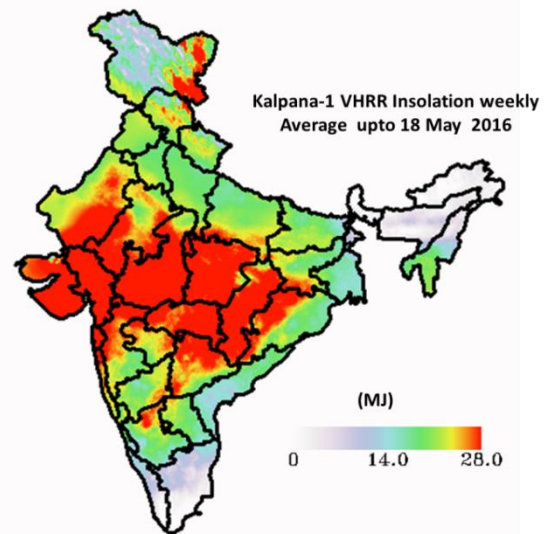 Kalpana-1 VHRR Insolation weekly
Average upto 18 May 2016
(MJ)
0 14.0 28.0